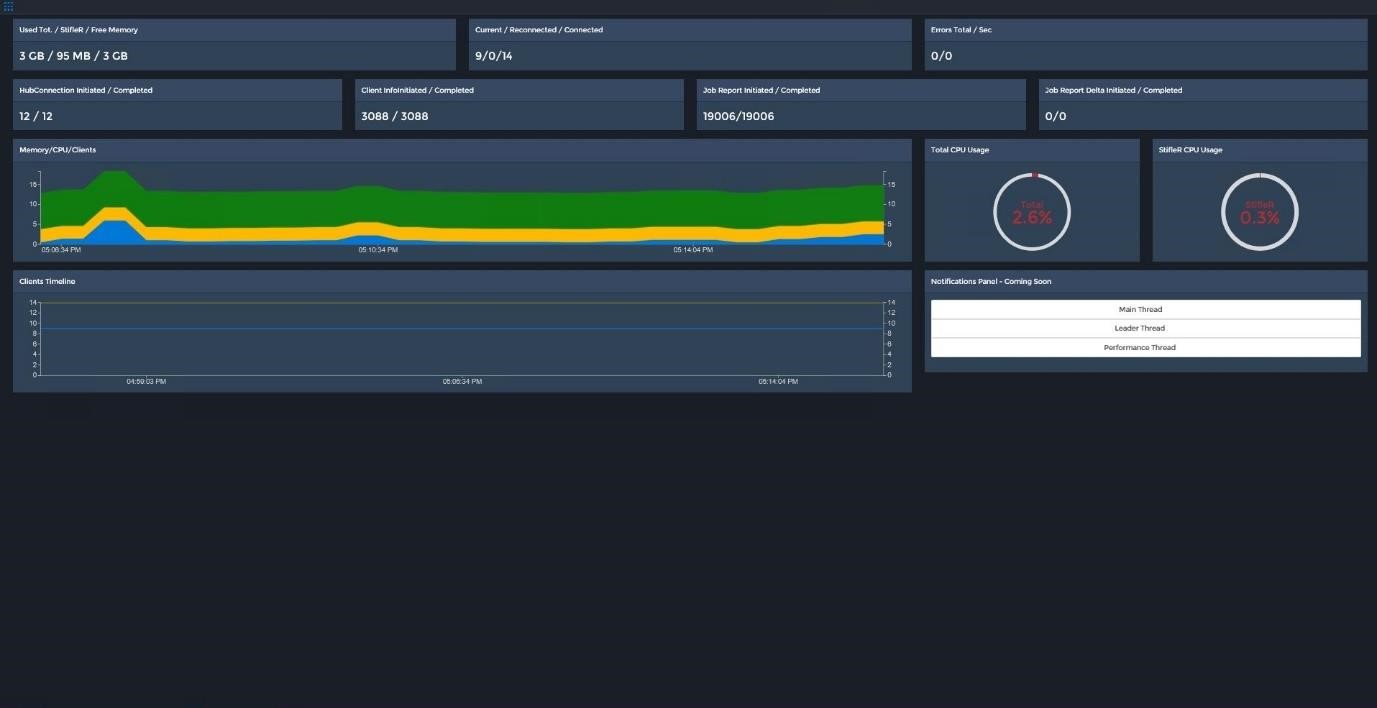 Used Tot. / StifleR / Free Memory
3 GB / 95 MB / 3 GB
Current / Reconnected / Connected
9/0/14
Errors Total / Sec
0/0
HubConnection Initiated / Completed
12 / 12
Client InfoInitiated / Completed
3088 / 3088
Job Report Initiated / Completed
19006/19006
Job Report Delta Initiated / Completed
0/0
Memory/CPU/Clients
15
10
5
0
15
10
5
0
05:08:34 PM
05:10:34 PM
05:14:04 PM
Total CPU Usage
Total
2.6%
StifleR CPU Usage
StifleR
0.3%
Clients Timeline
14
12
10
8
6
4
2
0
14
12
10
8
6
4
2
0
04:59:03 PM
05:06:34 PM
05:14:04 PM
Notifications Panel - Coming Soon
Main Thread
Leader Thread
Performance Thread